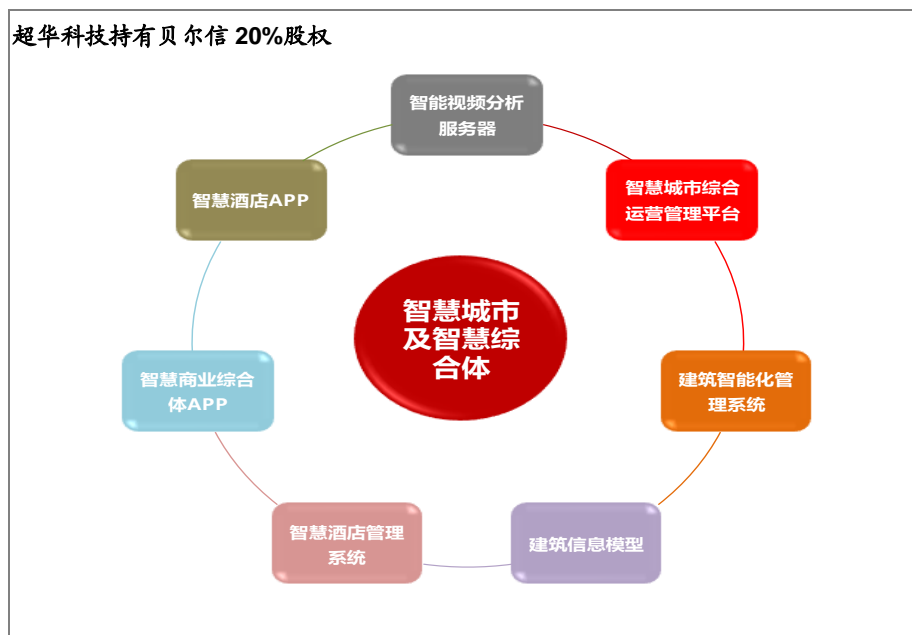 超华科技持有贝尔信 20%股权
智能视频分析
服务器
智慧城市综合
运营管理平台
建筑智能化管
理系统
建筑信息模型
智慧酒店管理
系统
智慧商业综合
体APP
智慧酒店APP
智慧城市
及智慧综
合体